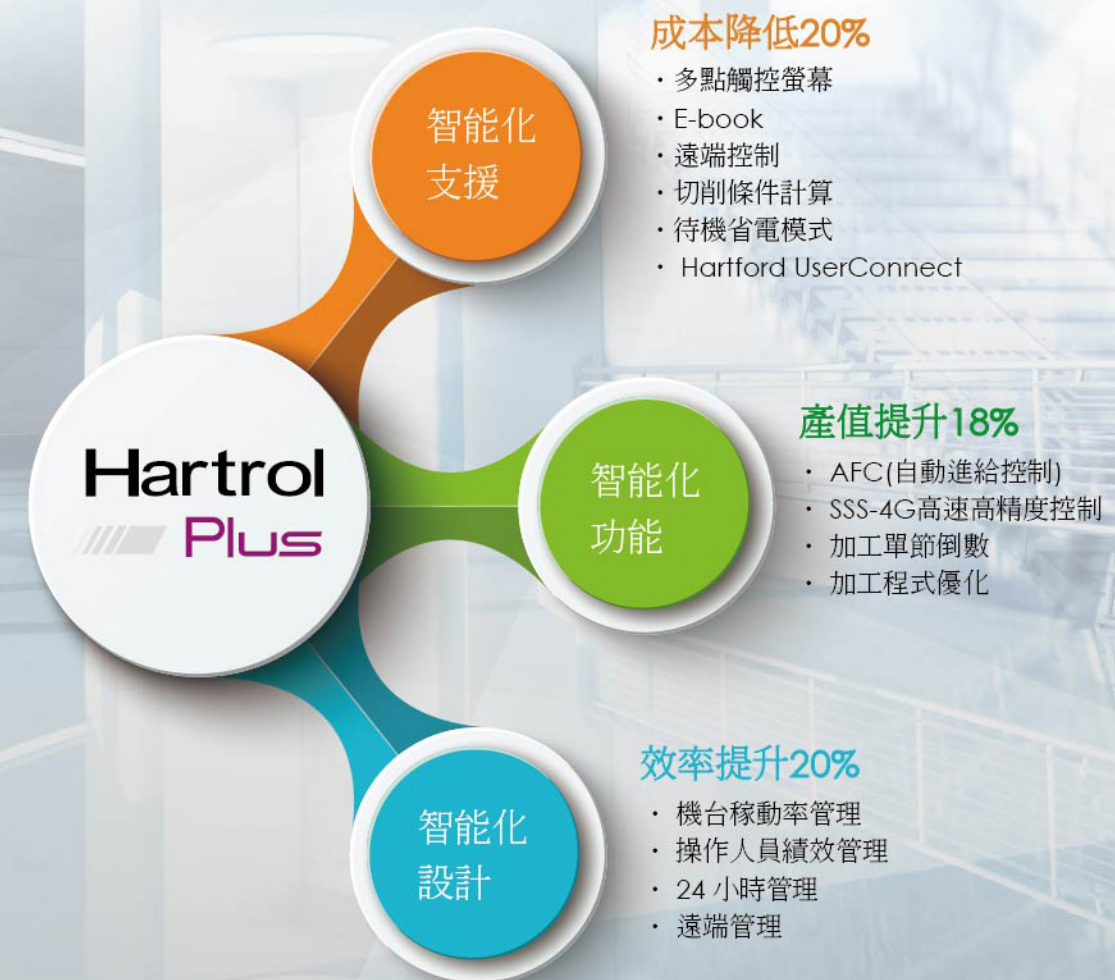 成本降低20%
智能化
支援
・多點觸控螢幕
・E-book
・遠端控制
・切削條件計算
・待機省電模式
・ Hartford UserConnect
Hartrol
Plus
產值提升18%
智能化
功能
・ AFC(自動進給控制)
・ SSS-4G高速高精度控制
・ 加工單節倒數
・ 加工程式優化
效率提升20%
智能化
設計
・ 機台稼動率管理
・ 操作人員績效管理
・ 24 小時管理
・ 遠端管理